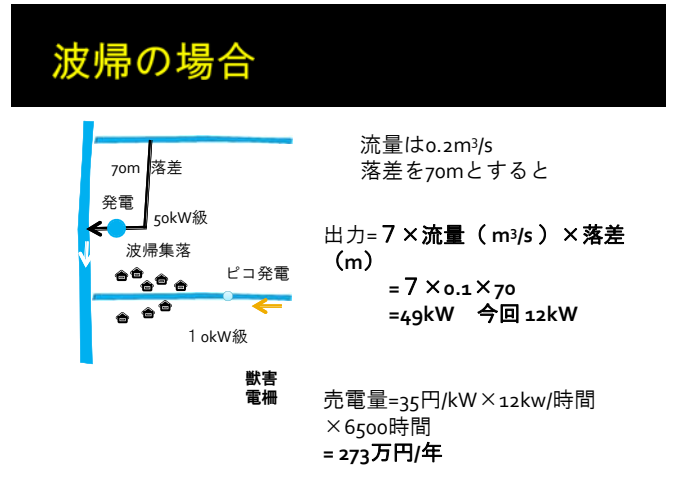 波帰の場合
70m 落差
発電
50kW級
波帰集落
ピコ発電
１0kW級
獣害
電柵
流量は0.2m³/s
落差を70mとすると
出力=７×流量（m³/s）×落差
（m）
=７×0.1×70
=49kW　今回 12kW
売電量=35円/kW×12kw/時間
×6500時間
= 273万円/年